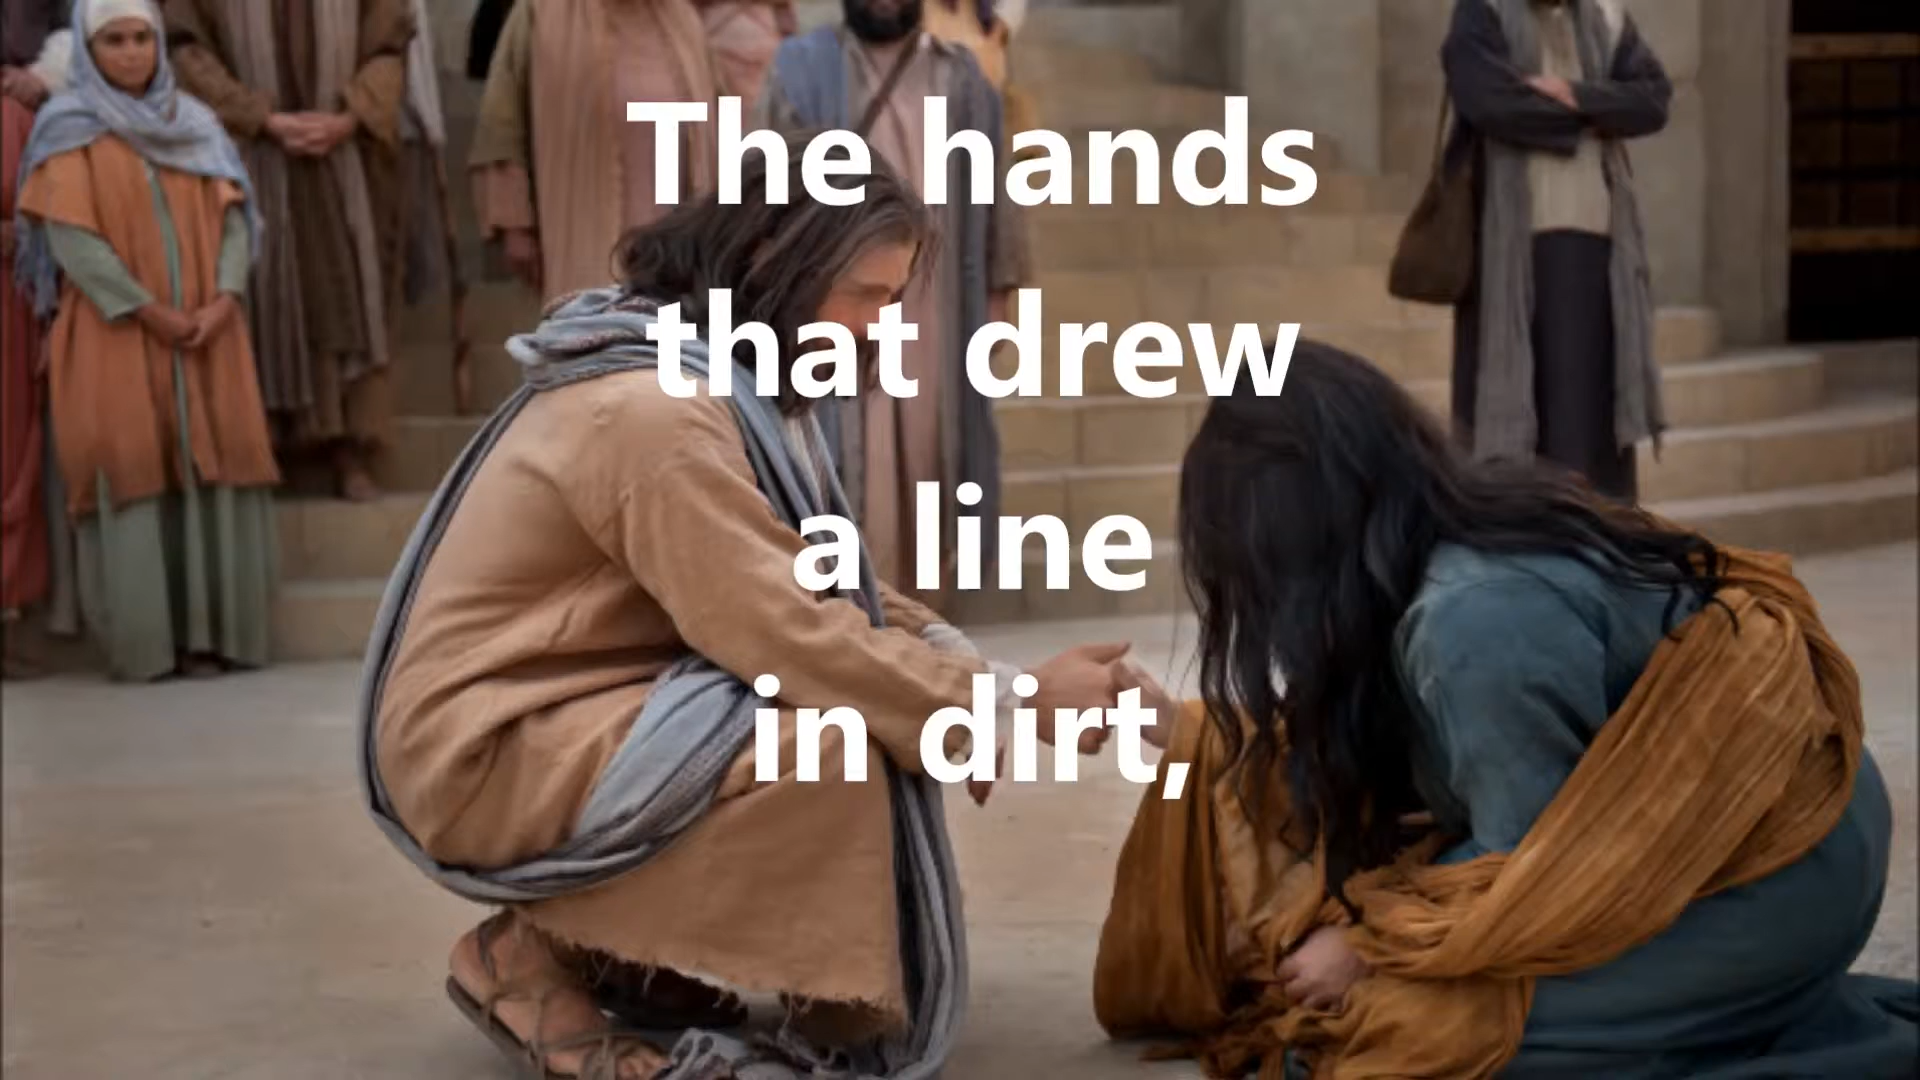 The hands
that drew
a line
in dirt,